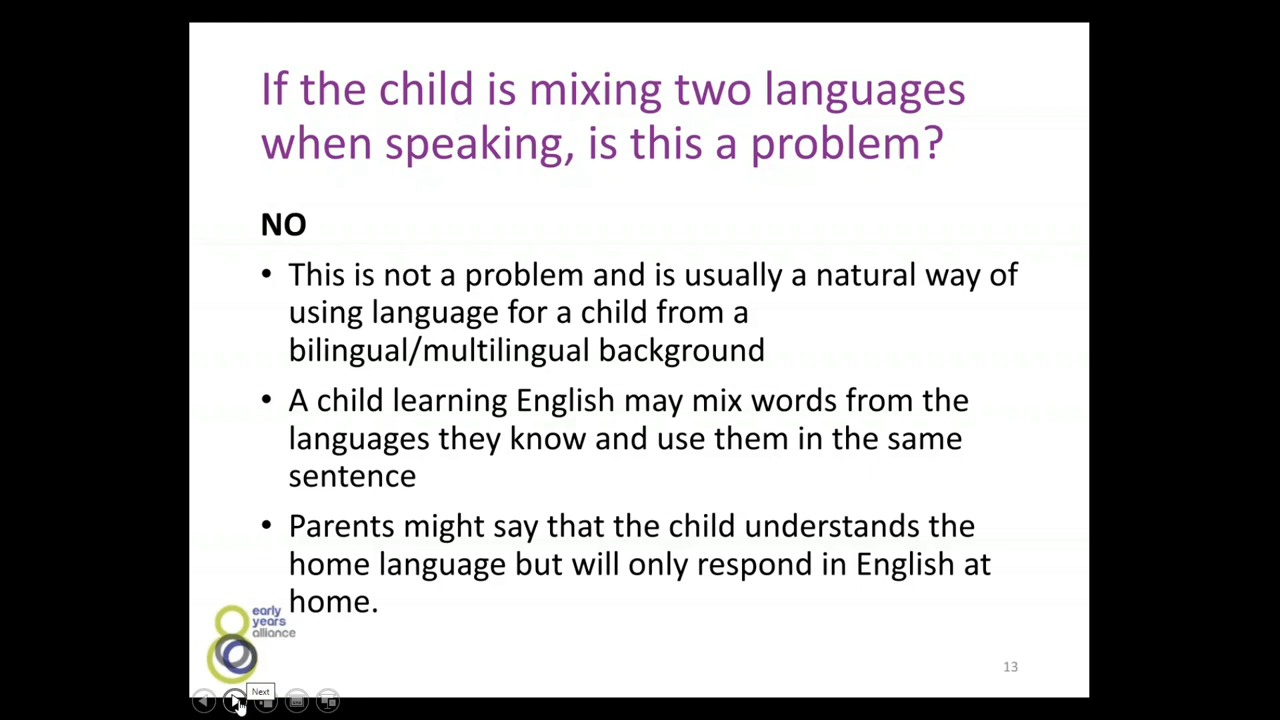 If the child is mixing two languages
when speaking, is this a problem?
NO
• This is not a problem and is usually a natural way of
using language for a child from a
bilingual/multilingual background
• A child learning English may mix words from the
languages they know and use them in the same
sentence
• Parents might say that the child understands the
home language but will only respond in English at
home.
early
years
alliance
13
Next